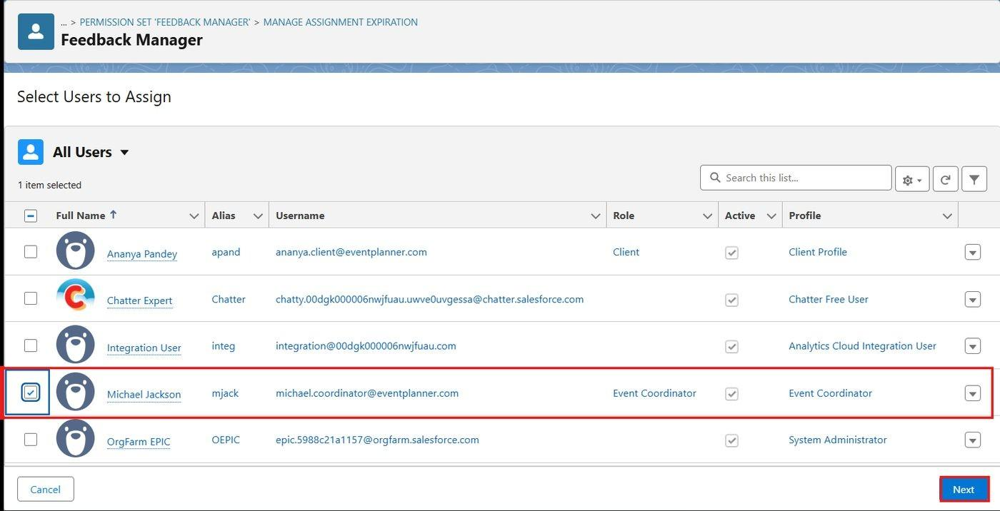 ... > PERMISSION SET 'FEEDBACK MANAGER' > MANAGE ASSIGNMENT EXPIRATION
Feedback Manager
Select Users to Assign
All Users
1 item selected
Search this list...
Full Name Alias Username Role Active Profile
Ananya Pandey apand ananya.client@eventplanner.com Client Client Profile
Chatter Expert Chatter chatty.00dgk000006nwjfuau.uwve0uvgessa@chatter.salesforce.com Chatter Free User
Integration User integ integration@00dgk000006nwjfuau.com Analytics Cloud Integration User
Michael Jackson mjack michael.coordinator@eventplanner.com Event Coordinator Event Coordinator
OrgFarm EPIC OEPIC epic.5988c21a1157@orgfarm.salesforce.com System Administrator
Cancel Next